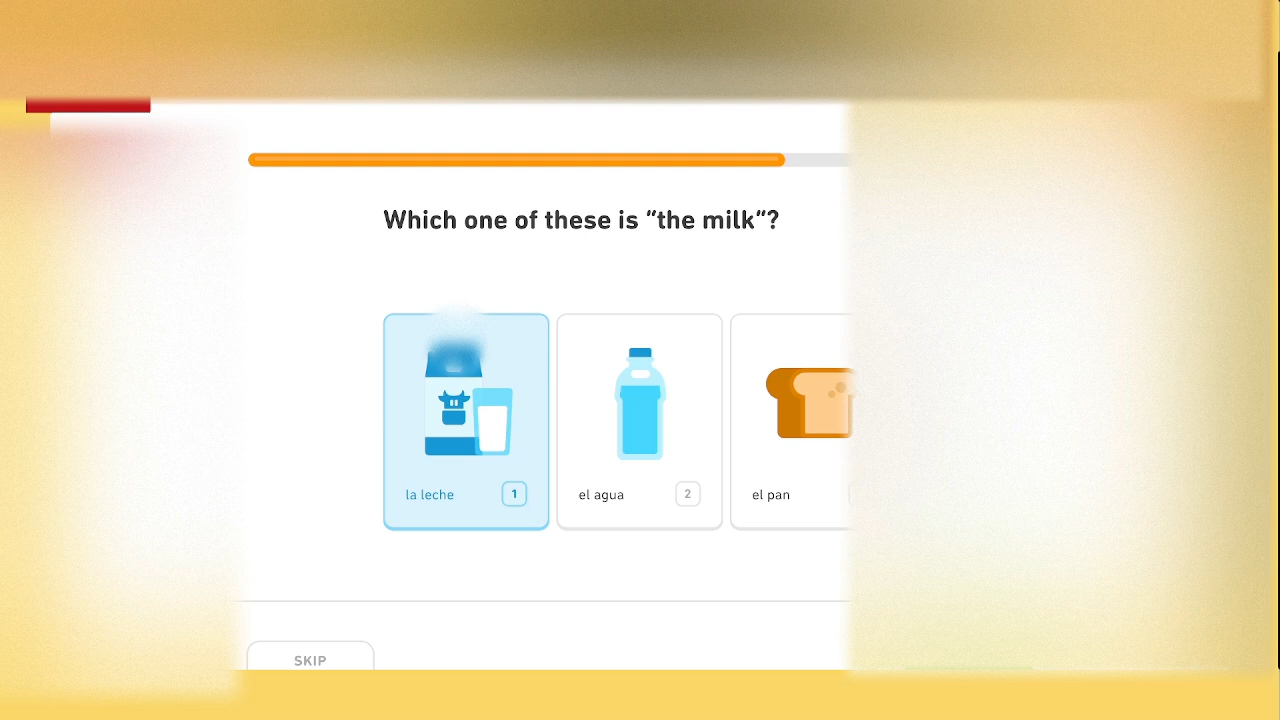 Which one of these is “the milk”?
la leche 1
el agua 2
el pan
SKIP